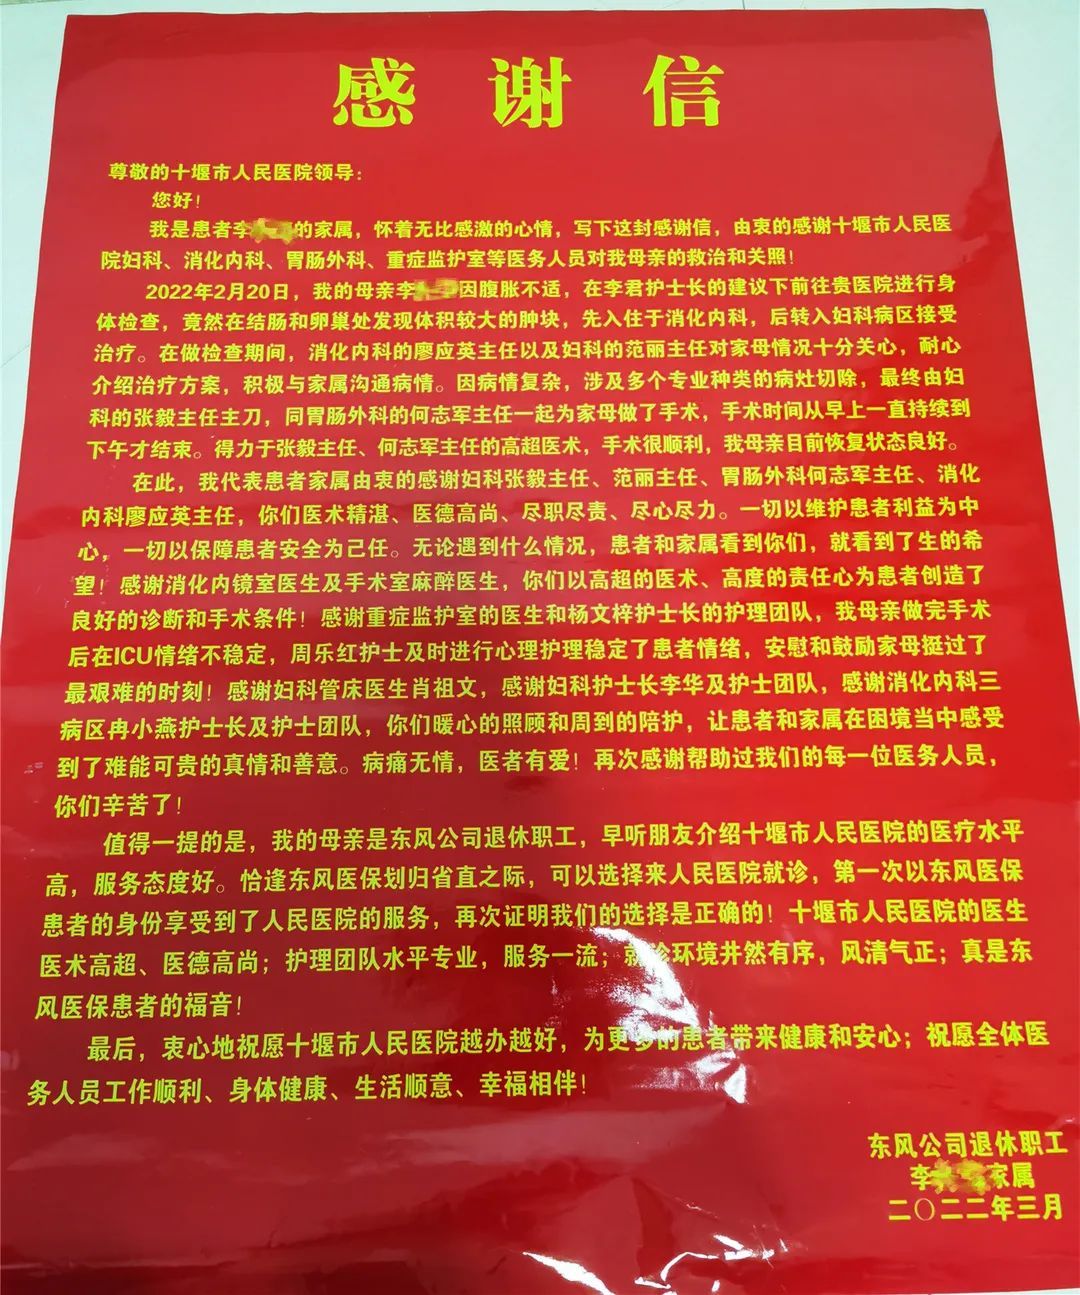 感谢信
尊敬的十堰市人民医院领导：
您好！
我是患者李的家属，怀着无比感激的心情，写下这封感谢信，由衷的感谢十堰市人民医
院妇科、消化内科、胃肠外科、重症监护室等医务人员对我母亲的救治和关照！
2022年2月20日，我的母亲李因腹胀不适，在李君护士长的建议下前往贵医院进行身
体检查，竟然在结肠和卵巢处发现体积较大的肿块，先入住于消化内科，后转入妇科病区接受
治疗。在做检查期间，消化内科的廖应英主任以及妇科的范丽主任对家母情况十分关心，耐心
介绍治疗方案，积极与家属沟通病情。因病情复杂，涉及多个专业种类的病灶切除，最终由妇
科的张毅主任主刀，同胃肠外科的何志军主任一起为家母做了手术，手术时间从早上一直持续到
下午才结束。得力于张毅主任、何志军主任的高超医术，手术很顺利，我母亲目前恢复状态良好。
在此，我代表患者家属由衷的感谢妇科张毅主任、范丽主任、胃肠外科何志军主任、消化
内科廖应英主任，你们医术精湛、医德高尚、尽职尽责、尽心尽力。一切以维护患者利益为中
心，一切以保障患者安全为己任。无论遇到什么情况，患者和家属看到你们，就看到了生的希
望！感谢消化内镜室医生及手术室麻醉医生，你们以高超的医术、高度的责任心为患者创造了
良好的诊断和手术条件！感谢重症监护室的医生和杨文梓护士长的护理团队，我母亲做完手术
后在ICU情绪不稳定，周乐红护士及时进行心理护理稳定了患者情绪，安慰和鼓励家母挺过了
最艰难的时刻！感谢妇科管床医生肖祖文，感谢妇科护士长李华及护士团队，感谢消化内科三
病区冉小燕护士长及护士团队，你们暖心的照顾和周到的陪护，让患者和家属在困境当中感受
到了难能可贵的真情和善意。病痛无情，医者有爱！再次感谢帮助过我们的每一位医务人员，
你们辛苦了！
值得一提的是，我的母亲是东风公司退休职工，早听朋友介绍十堰市人民医院的医疗水平
高，服务态度好。恰逢东风医保划归省直之际，可以选择来人民医院就诊，第一次以东风医保
患者的身份享受到了人民医院的服务，再次证明我们的选择是正确的！十堰市人民医院的医生
医术高超、医德高尚；护理团队水平专业，服务一流；就诊环境井然有序，风清气正；真是东
风医保患者的福音！
最后，衷心地祝愿十堰市人民医院越办越好，为更多的患者带来健康和安心；祝愿全体医
务人员工作顺利、身体健康、生活顺意、幸福相伴！
东风公司退休职工
李家属
二〇二二年三月